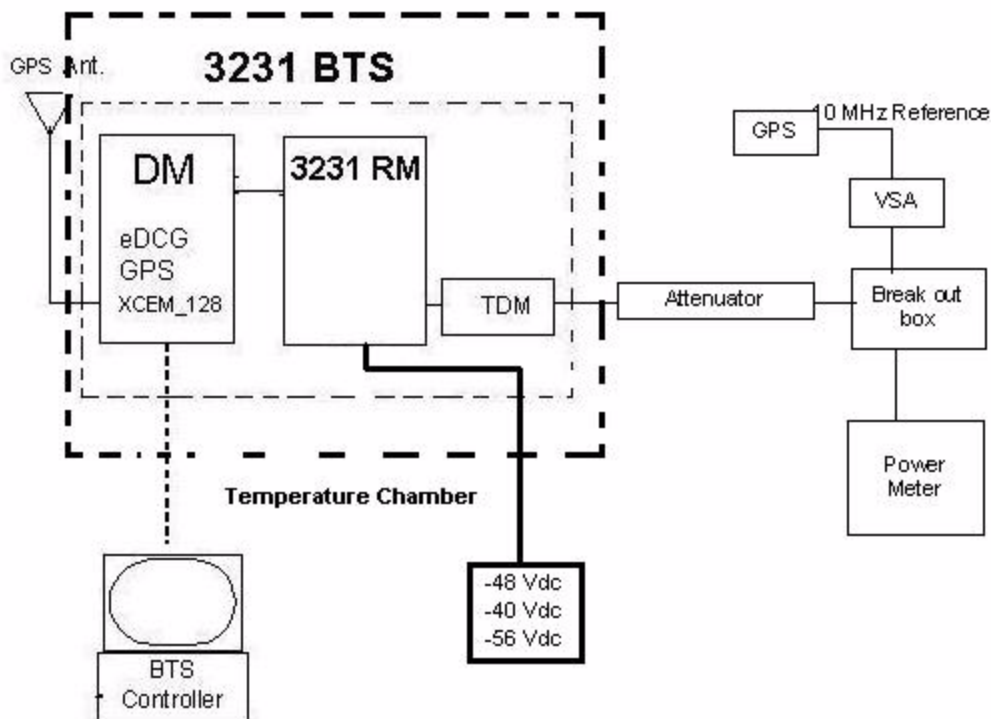 3231 BTS
GPS Ant.
DM
eDCG
GPS
XCEM_128
3231 RM
TDM
Attenuator
10 MHz Reference
GPS
VSA
Break out
box
Power
Meter
Temperature Chamber
-48 Vdc
-40 Vdc
-56 Vdc
BTS
Controller